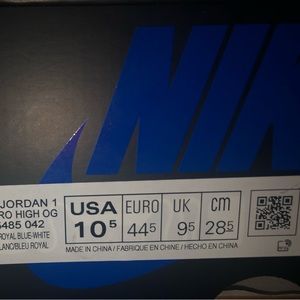 NIK
JORDAN 1
RO HIGH OG
5485 042
ROYAL BLUE-WHITE
LANC/BLEU ROYAL
USA EURO UK cm
10⁵ 44⁵ 9⁵ 28⁵
MADE IN CHINA / FABRIQUE EN CHINE / HECHO EN CHINA